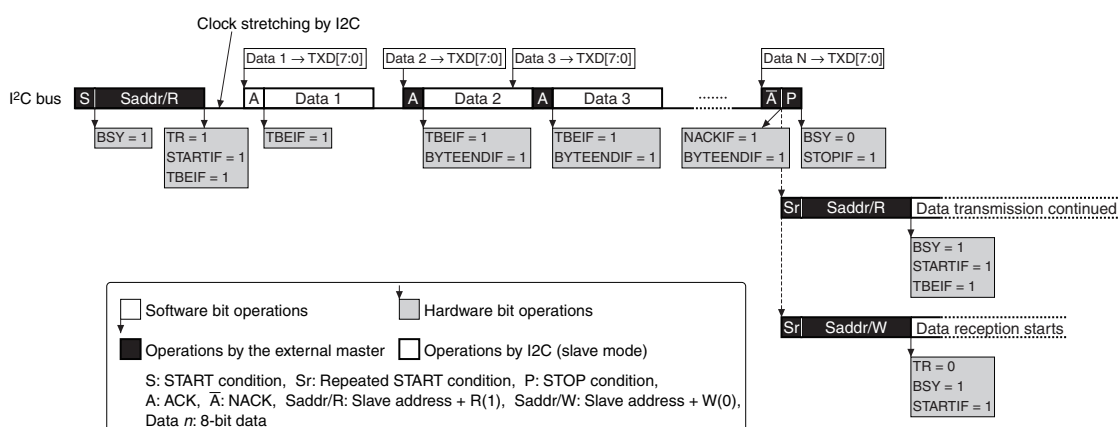 Clock stretching by I2C
Data 1 → TXD[7:0]
Data 2 → TXD[7:0]
Data 3 → TXD[7:0]
Data N → TXD[7:0]
I²C bus
S
Saddr/R
A
Data 1
A
Data 2
A
Data 3
........
A̅
P
BSY = 1
TR = 1
STARTIF = 1
TBEIF = 1
TBEIF = 1
TBEIF = 1
BYTEENDIF = 1
TBEIF = 1
BYTEENDIF = 1
NACKIF = 1
BYTEENDIF = 1
BSY = 0
STOPIF = 1
Sr
Saddr/R
Data transmission continued
BSY = 1
STARTIF = 1
TBEIF = 1
Sr
Saddr/W
Data reception starts
TR = 0
BSY = 1
STARTIF = 1
Software bit operations
Hardware bit operations
Operations by the external master
Operations by I2C (slave mode)
S: START condition, Sr: Repeated START condition, P: STOP condition,
A: ACK, A̅: NACK, Saddr/R: Slave address + R(1), Saddr/W: Slave address + W(0),
Data n: 8-bit data